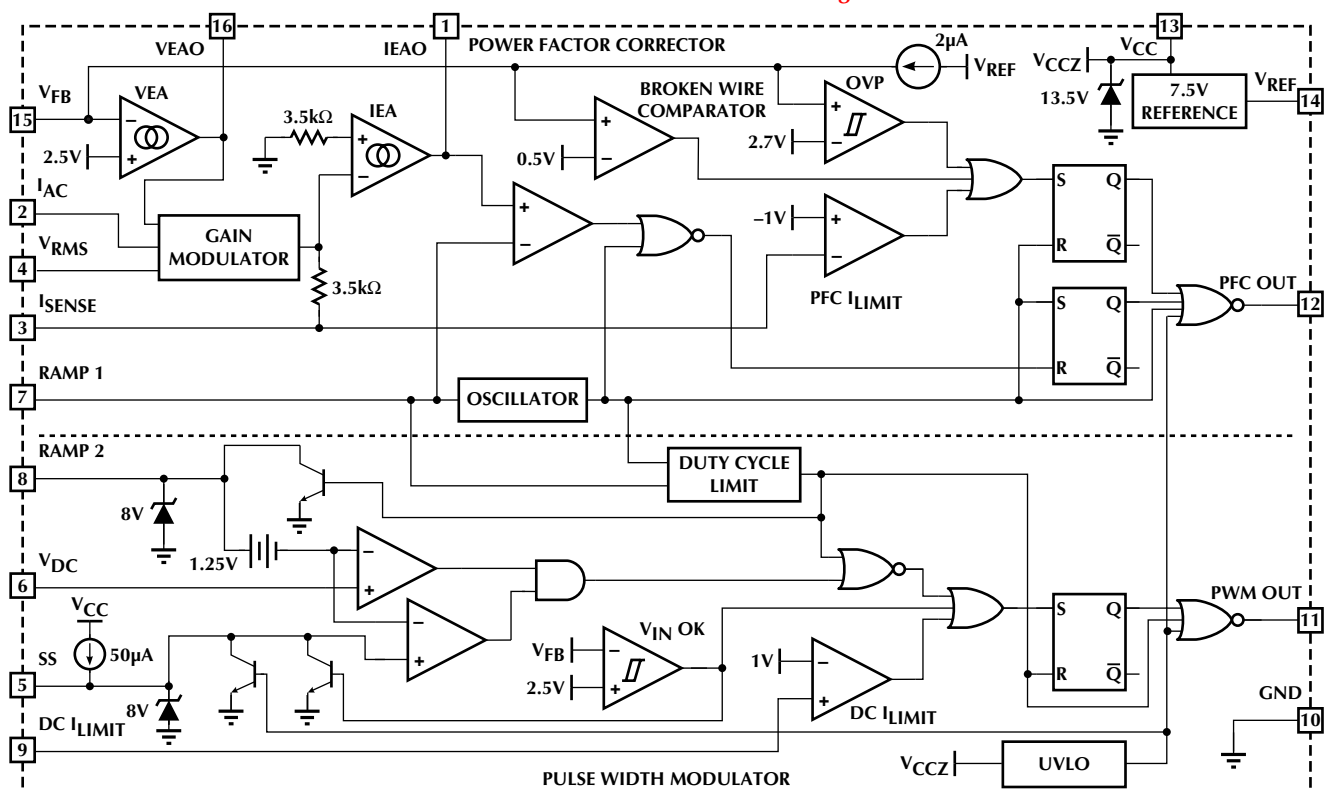 16
VEAO
1
IEAO
POWER FACTOR CORRECTOR
13
VCC
2µA
VREF
VCCZ
13.5V
7.5V
REFERENCE
VREF
14
VFB
15
VEA
2.5V
3.5kΩ
IEA
BROKEN WIRE
COMPARATOR
0.5V
OVP
2.7V
IAC
2
VRMS
4
GAIN
MODULATOR
3.5kΩ
ISENSE
3
–1V
PFC ILIMIT
S
Q
R
Q
S
Q
R
Q
PFC OUT
12
RAMP 1
7
OSCILLATOR
RAMP 2
8
8V
1.25V
DUTY CYCLE
LIMIT
VDC
6
VCC
50µA
SS
5
8V
VIN OK
VFB
2.5V
1V
DC ILIMIT
S
Q
R
Q
PWM OUT
11
GND
10
DC ILIMIT
9
VCCZ
UVLO
PULSE WIDTH MODULATOR
+
−